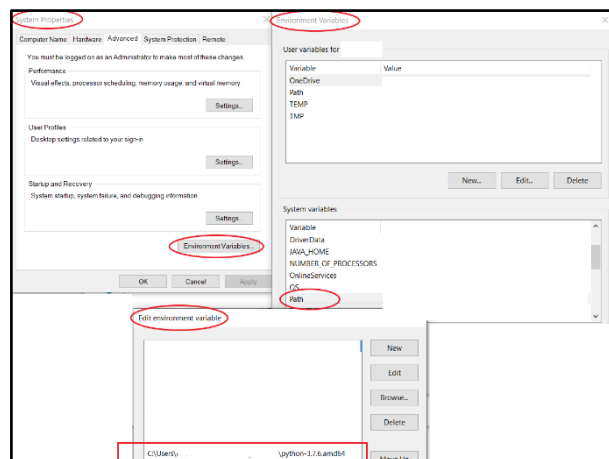 System Properties
Computer Name Hardware Advanced System Protection Remote
You must be logged on as an Administrator to make most of these changes.
Performance
Visual effects, processor scheduling, memory usage, and virtual memory
Settings...
User Profiles
Desktop settings related to your sign-in
Settings...
Startup and Recovery
System startup, system failure, and debugging information
Settings...
Environment Variables...
OK Cancel Apply
Environment Variables
User variables for
Variable Value
OneDrive
Path
TEMP
TMP
New... Edit... Delete
System variables
Variable
DriverData
JAVA_HOME
NUMBER_OF_PROCESSORS
OnlineServices
OS
Path
Edit environment variable
New
Edit
Browse...
Delete
C:\Users\ \python-3.7.6.amd64
Move Up